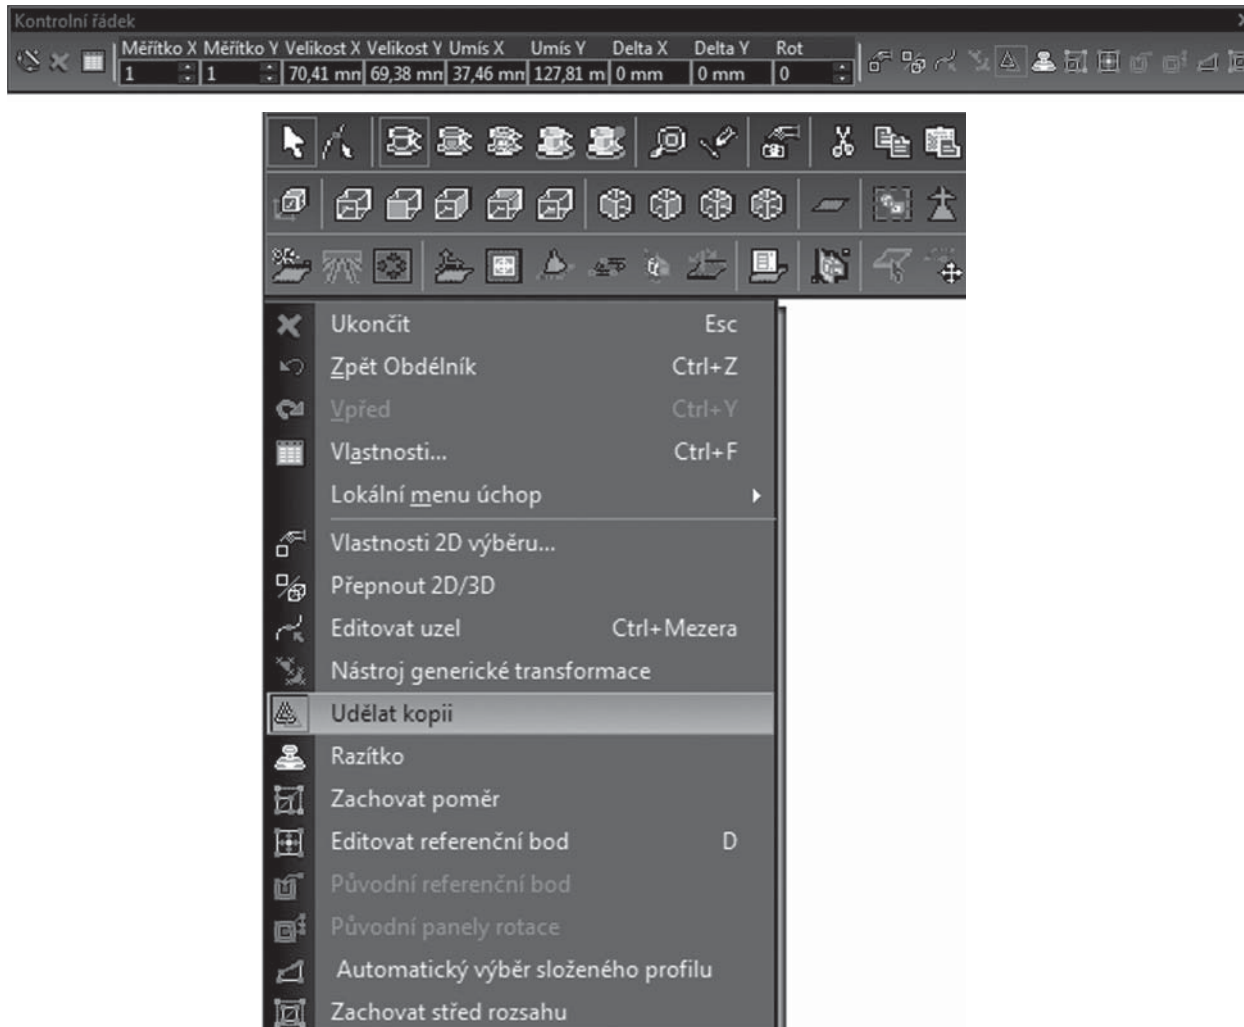 Kontrolní řádek
Měřítko X Měřítko Y Velikost X Velikost Y Umís X Umís Y Delta X Delta Y Rot
1 1 70,41 mm 69,38 mm 37,46 mm 127,81 m 0 mm 0 mm 0
Ukončit Esc
Zpět Obdélník Ctrl+Z
Vpřed Ctrl+Y
Vlastnosti... Ctrl+F
Lokální menu úchop
Vlastnosti 2D výběru...
Přepnout 2D/3D
Editovat uzel Ctrl+Mezera
Nástroj generické transformace
Udělat kopii
Razítko
Zachovat poměr
Editovat referenční bod D
Původní referenční bod
Původní panely rotace
Automatický výběr složeného profilu
Zachovat střed rozsahu